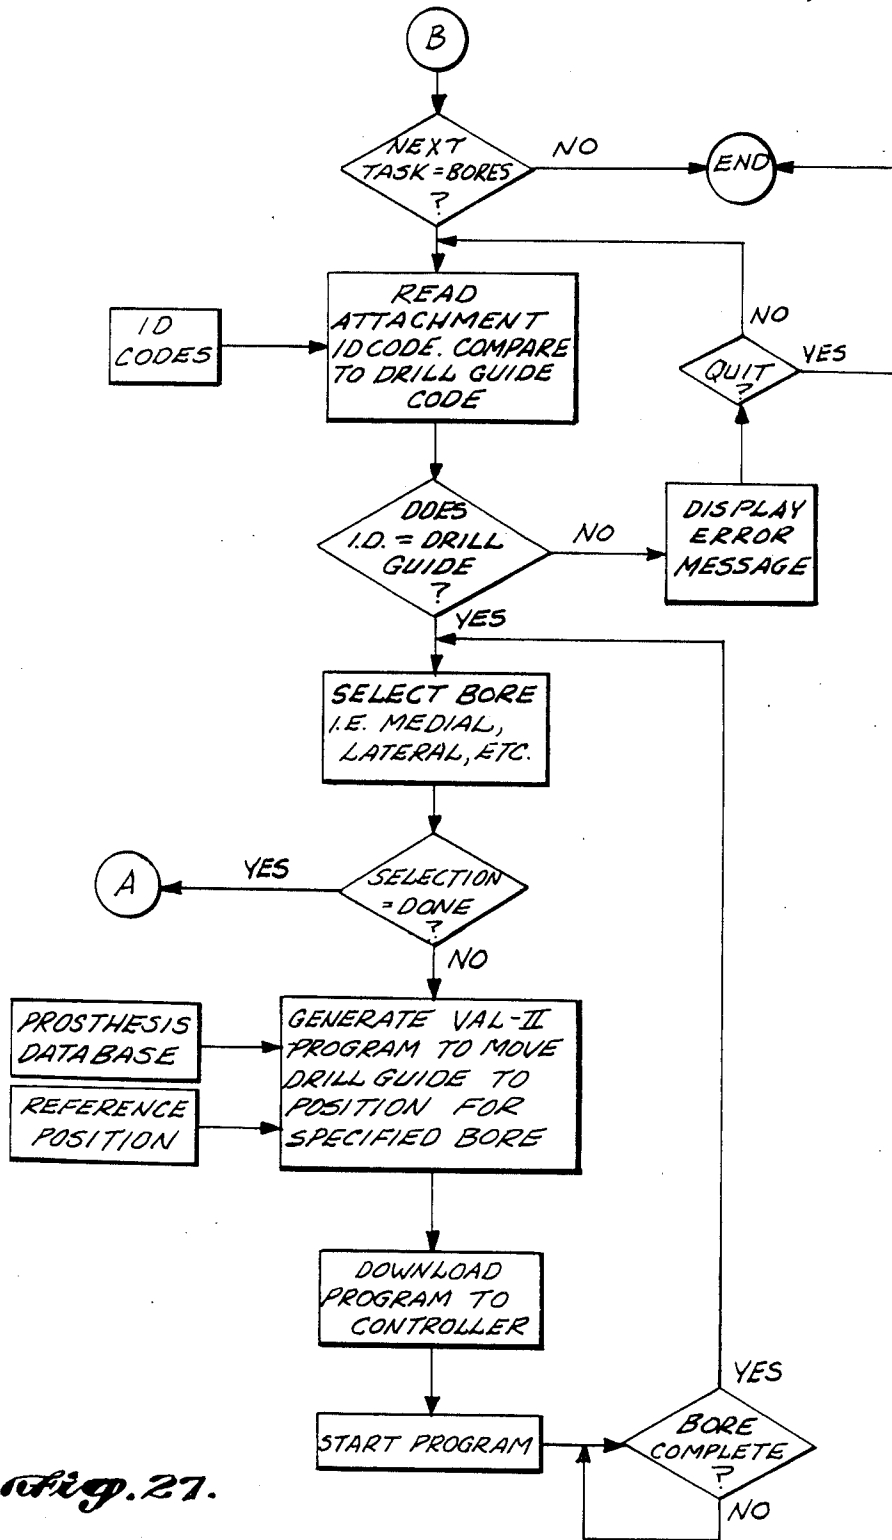 B
NEXT
TASK = BORES
?
NO
END
ID
CODES
READ
ATTACHMENT
ID CODE. COMPARE
TO DRILL GUIDE
CODE
NO
QUIT
?
YES
DOES
I.D. = DRILL
GUIDE
?
NO
DISPLAY
ERROR
MESSAGE
YES
SELECT BORE
I.E. MEDIAL,
LATERAL, ETC.
A
YES
SELECTION
= DONE
?
NO
PROSTHESIS
DATABASE
REFERENCE
POSITION
GENERATE VAL-II
PROGRAM TO MOVE
DRILL GUIDE TO
POSITION FOR
SPECIFIED BORE
DOWNLOAD
PROGRAM TO
CONTROLLER
START PROGRAM
YES
BORE
COMPLETE
?
NO
Fig. 27.